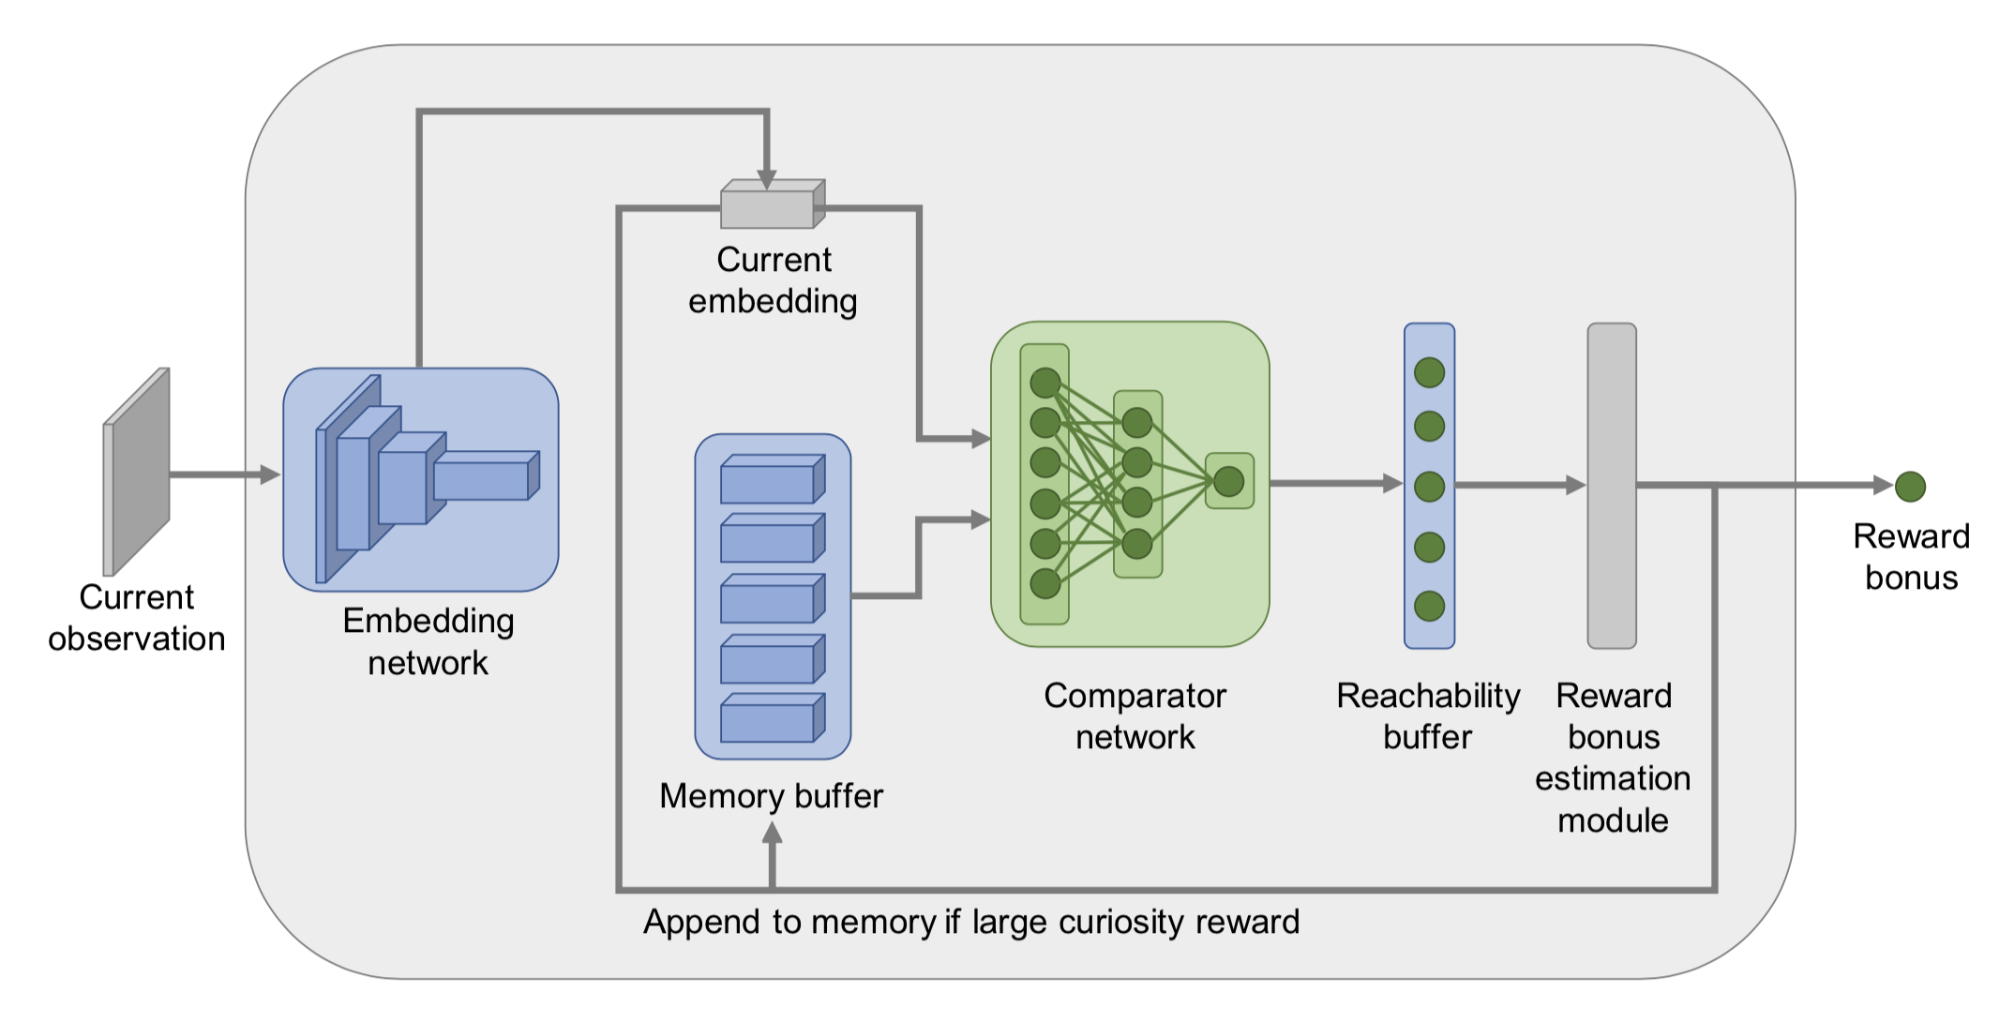 Current
embedding
Current
observation
Embedding
network
Memory buffer
Comparator
network
Reachability
buffer
Reward
bonus
estimation
module
Reward
bonus
Append to memory if large curiosity reward